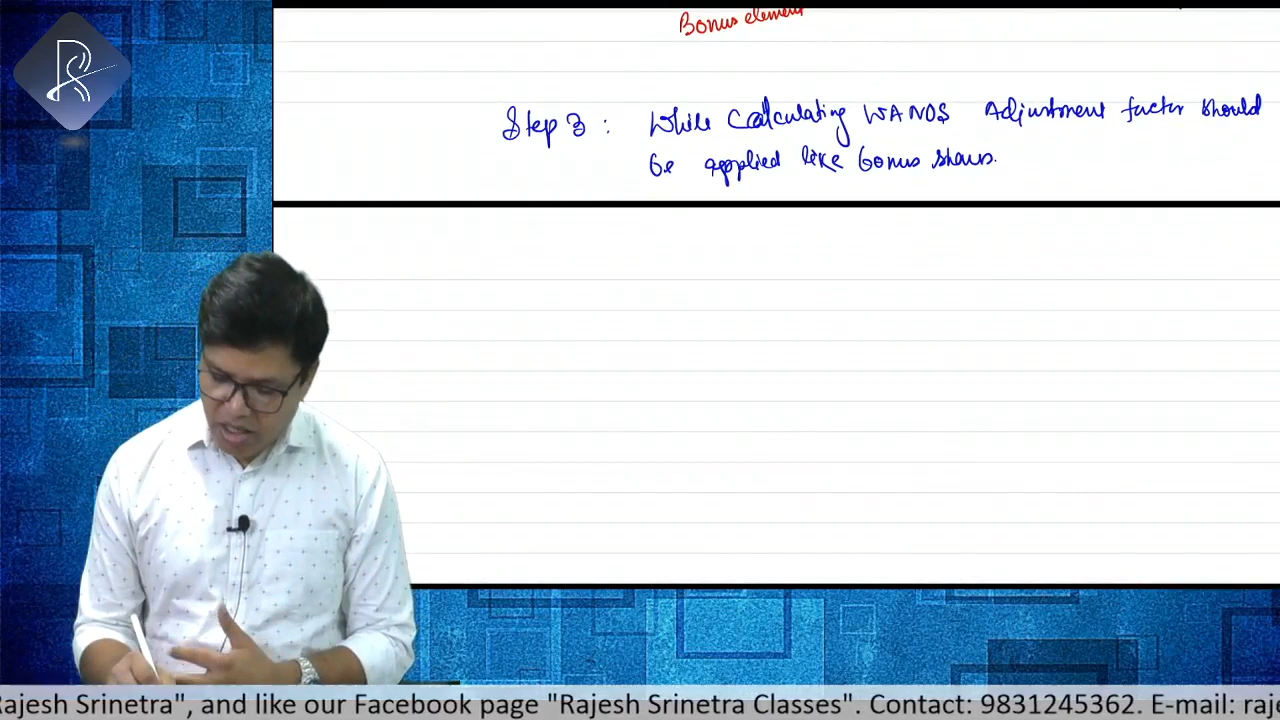 Bonus element
Step 3 : While Calculating WANOS Adjustment factor should
be applied like bonus shares.
Rajesh Srinetra", and like our Facebook page "Rajesh Srinetra Classes". Contact: 9831245362. E-mail: raje